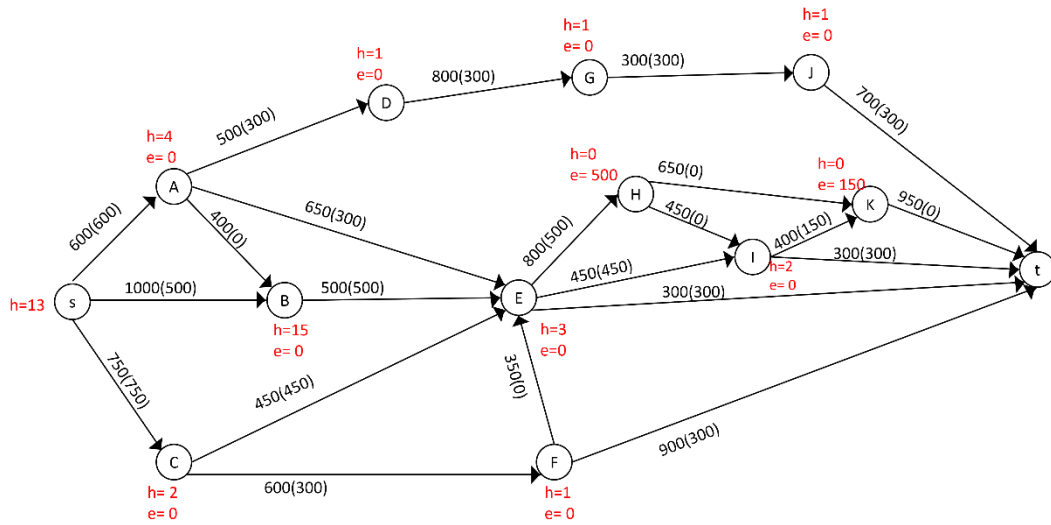 h=1
e= 0
J
h=1
e= 0
G
300(300)
h=1
e=0
D
800(300)
700(300)
500(300)
h=4
e= 0
A
h=0
e= 500
H
650(0)
h=0
e= 150
K
950(0)
650(300)
400(0)
600(600)
450(0)
800(500)
400(150)
I
h=2
e= 0
300(300)
t
450(450)
h=13
s
1000(500)
B
h=15
e= 0
500(500)
E
h=3
e=0
300(300)
750(750)
450(450)
350(0)
900(300)
C
h= 2
e= 0
600(300)
F
h=1
e= 0